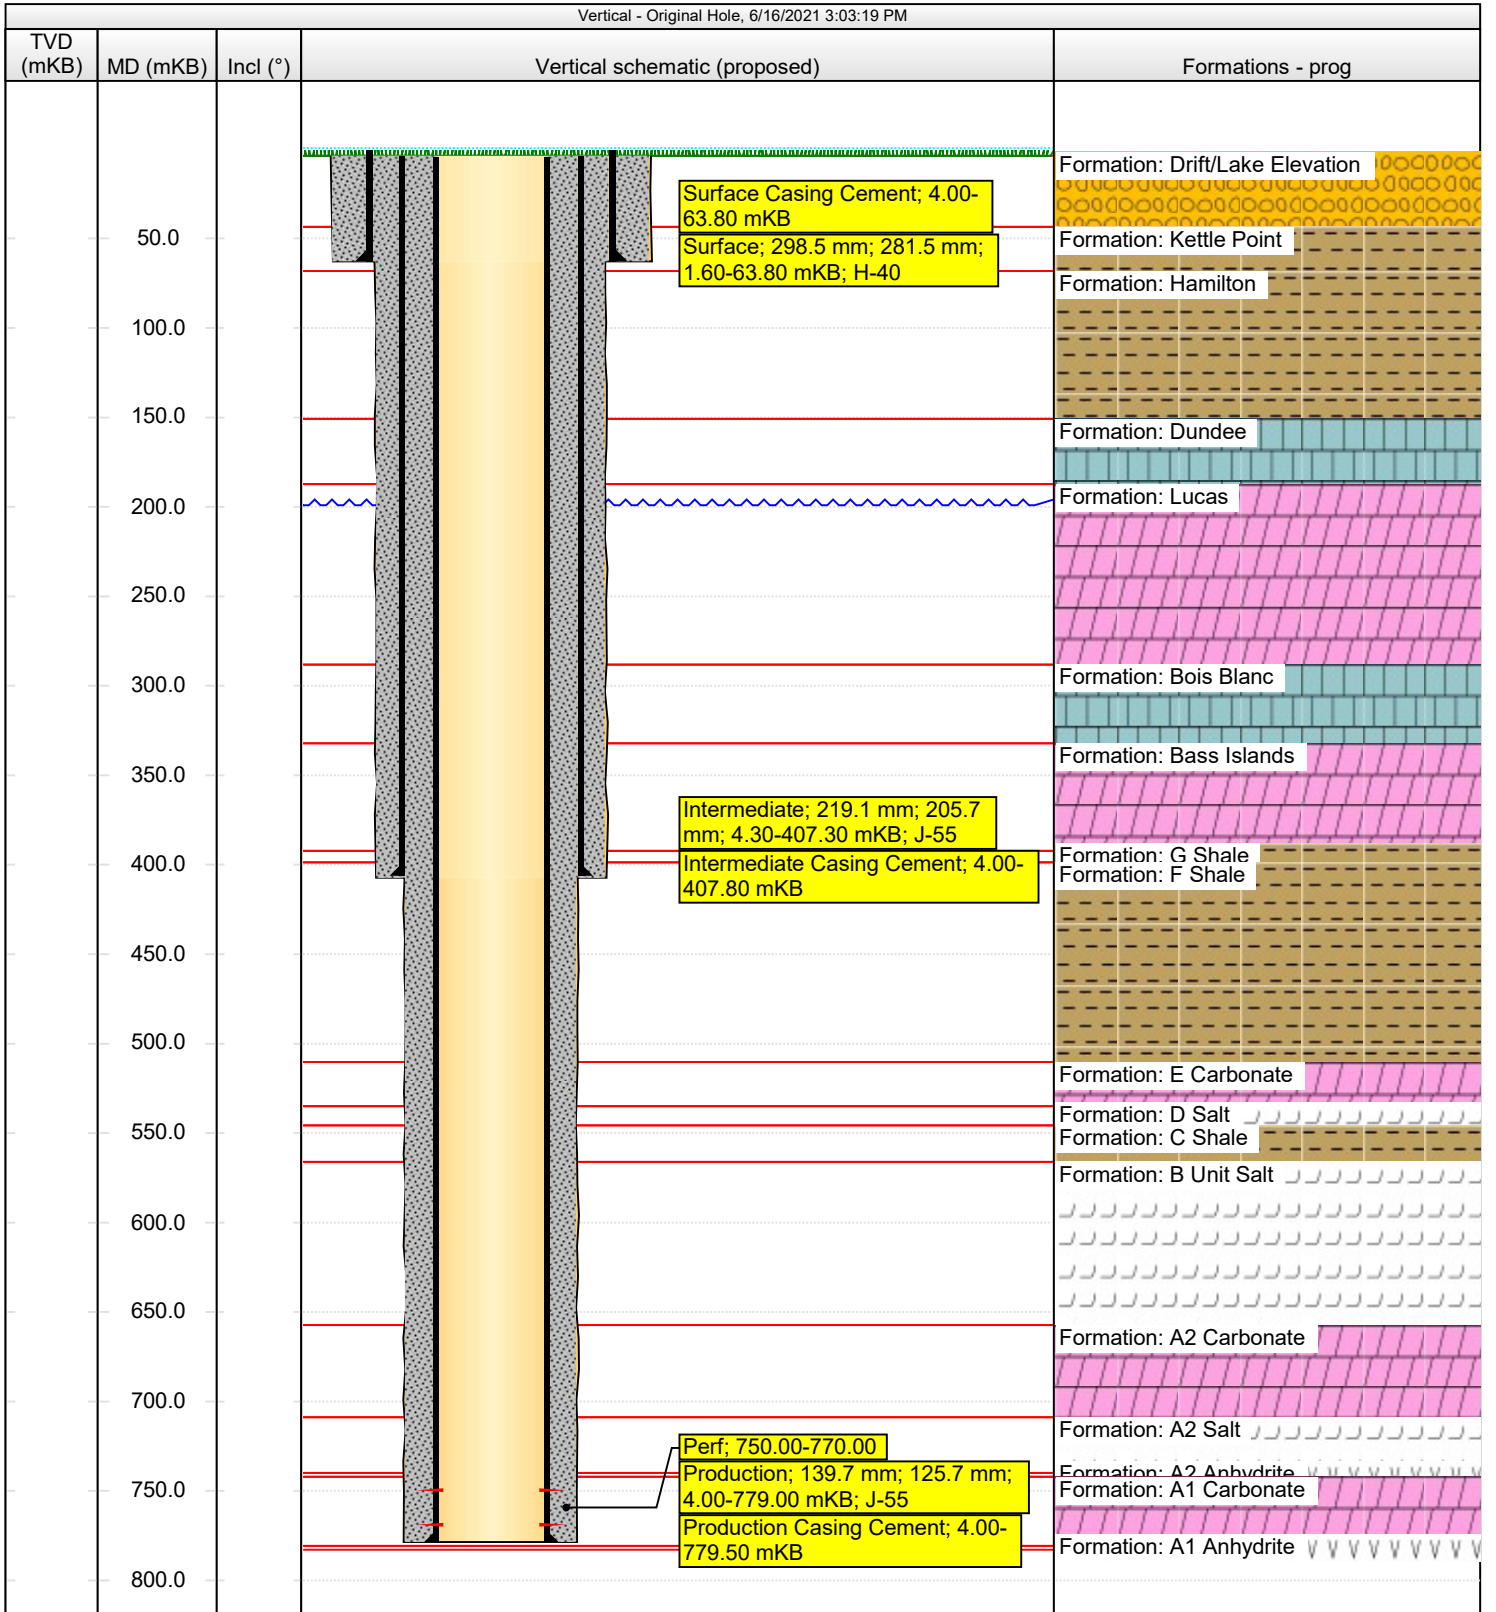 Vertical - Original Hole, 6/16/2021 3:03:19 PM
TVD
(mKB)
MD (mKB)
Incl (°)
Vertical schematic (proposed)
Formations - prog
Formation: Drift/Lake Elevation
Surface Casing Cement; 4.00-
63.80 mKB
50.0
Surface; 298.5 mm; 281.5 mm;
1.60-63.80 mKB; H-40
Formation: Kettle Point
Formation: Hamilton
100.0
150.0
Formation: Dundee
200.0
Formation: Lucas
250.0
300.0
Formation: Bois Blanc
350.0
Formation: Bass Islands
Intermediate; 219.1 mm; 205.7
mm; 4.30-407.30 mKB; J-55
400.0
Intermediate Casing Cement; 4.00-
407.80 mKB
Formation: G Shale
Formation: F Shale
450.0
500.0
Formation: E Carbonate
Formation: D Salt
550.0
Formation: C Shale
Formation: B Unit Salt
600.0
650.0
Formation: A2 Carbonate
700.0
Formation: A2 Salt
Perf; 750.00-770.00
Formation: A2 Anhydrite
750.0
Production; 139.7 mm; 125.7 mm;
4.00-779.00 mKB; J-55
Formation: A1 Carbonate
Production Casing Cement; 4.00-
779.50 mKB
Formation: A1 Anhydrite
800.0